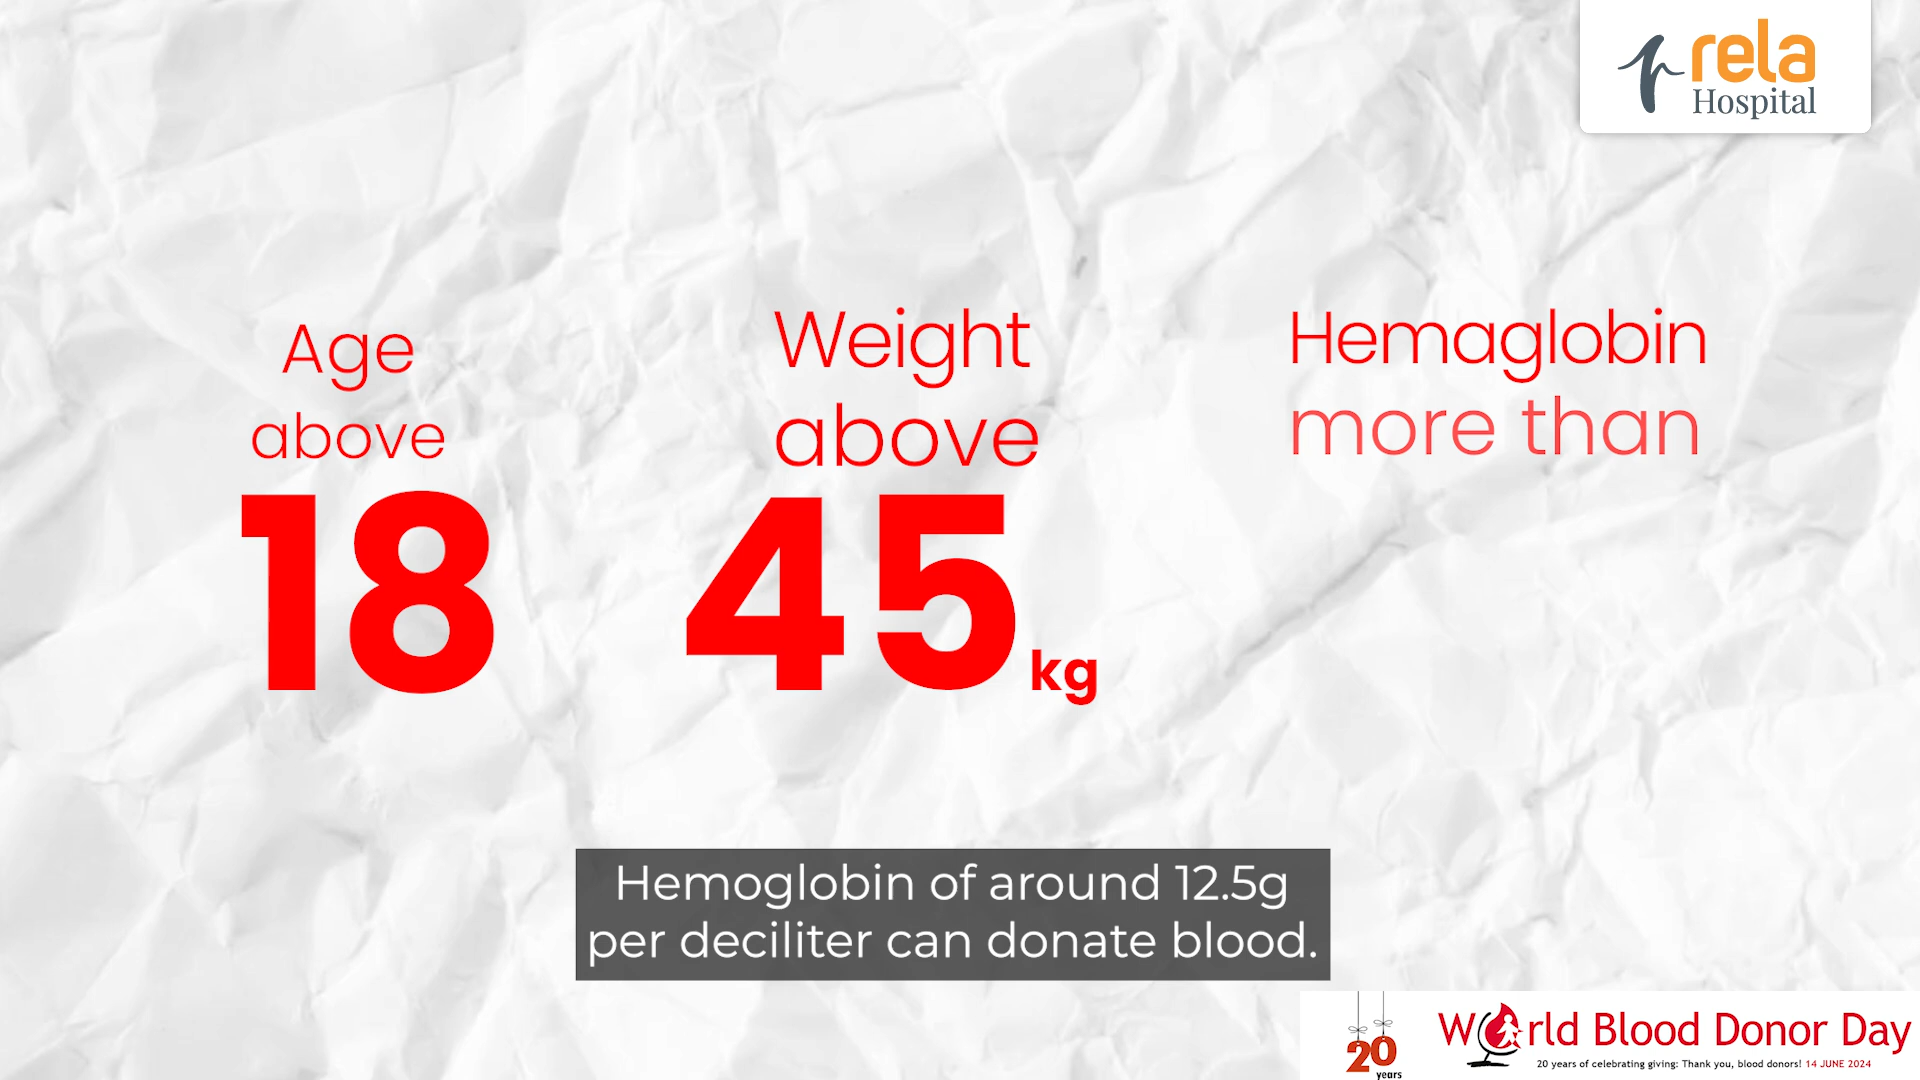 rela
Hospital
Age
above
18
Weight
above
45 kg
Hemaglobin
more than
Hemoglobin of around 12.5g
per deciliter can donate blood.
20
years
World Blood Donor Day
20 years of celebrating giving: Thank you, blood donors! 14 JUNE 2024